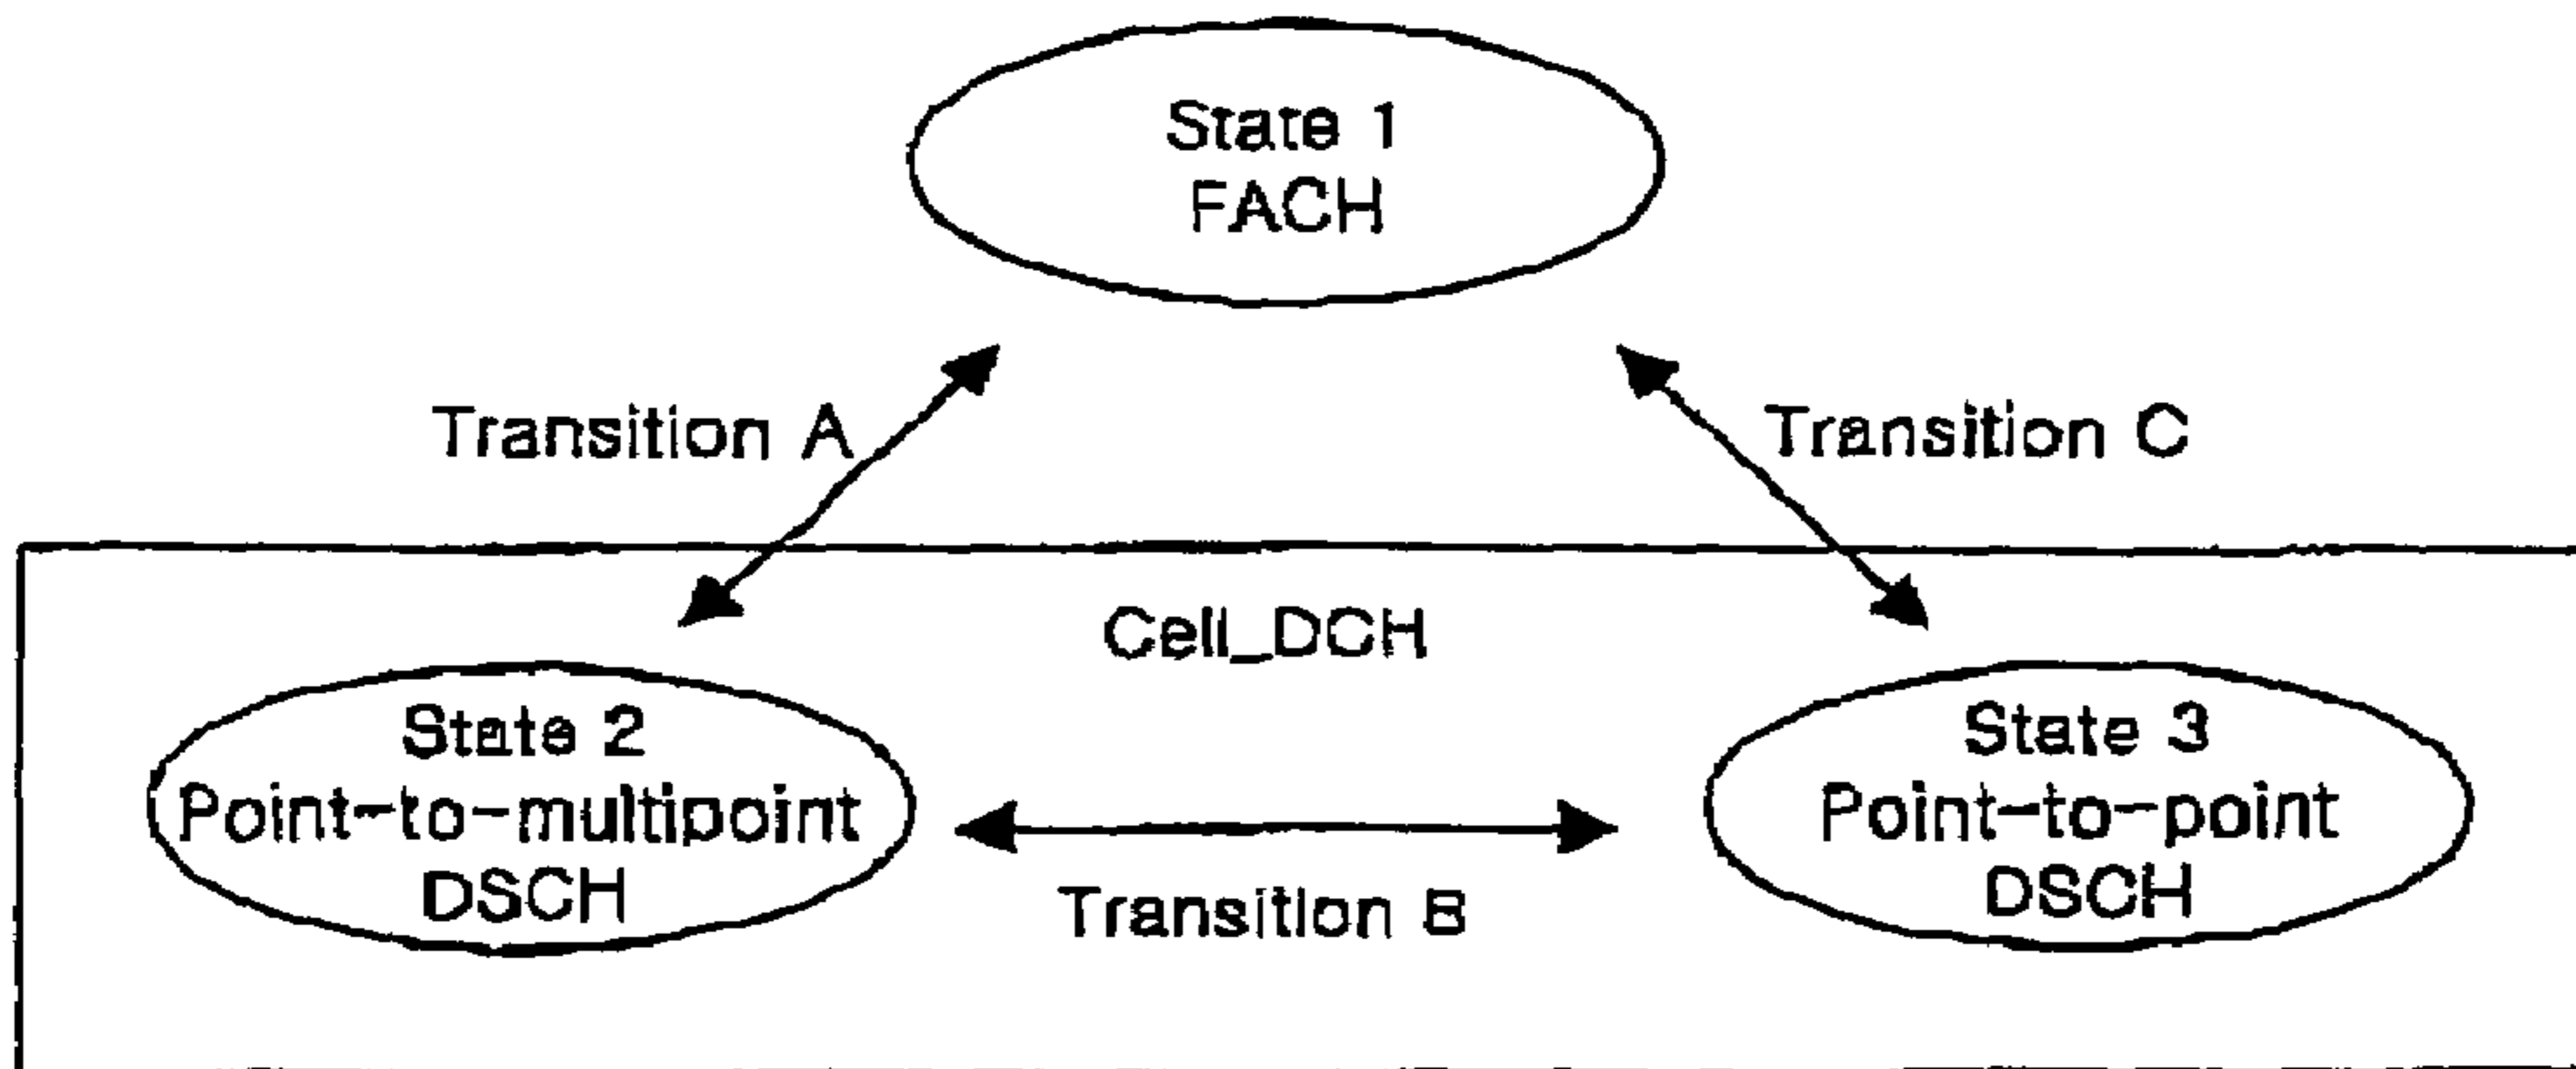 State 1
FACH
Transition A
Transition C
Cell_DCH
State 2
Point-to-multipoint
DSCH
State 3
Point-to-point
DSCH
Transition B